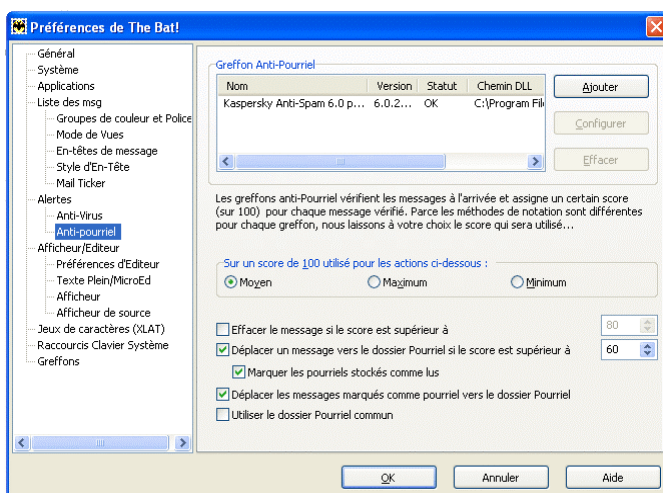 Préférences de The Bat!
Général
Système
Applications
Liste des msg
Groupes de couleur et Police
Mode de Vues
En-têtes de message
Style d'En-Tête
Mail Ticker
Alertes
Anti-Virus
Anti-pourriel
Afficheur/Editeur
Préférences d'Editeur
Texte Plein/MicroEd
Afficheur
Afficheur de source
Jeux de caractères (XLAT)
Raccourcis Clavier Système
Greffons
Greffon Anti-Pourriel
Nom Version Statut Chemin DLL
Kaspersky Anti-Spam 6.0 p... 6.0.2... OK C:\Program File
Ajouter
Configurer
Effacer
Les greffons anti-Pourriel vérifient les messages à l'arrivée et assigne un certain score
(sur 100) pour chaque message vérifié. Parce les méthodes de notation sont différentes
pour chaque greffon, nous laissons à votre choix le score qui sera utilisé...
Sur un score de 100 utilisé pour les actions ci-dessous :
Moyen Maximum Minimum
Effacer le message si le score est supérieur à 80
Déplacer un message vers le dossier Pourriel si le score est supérieur à 60
Marquer les pourriels stockés comme lus
Déplacer les messages marqués comme pourriel vers le dossier Pourriel
Utiliser le dossier Pourriel commun
OK Annuler Aide